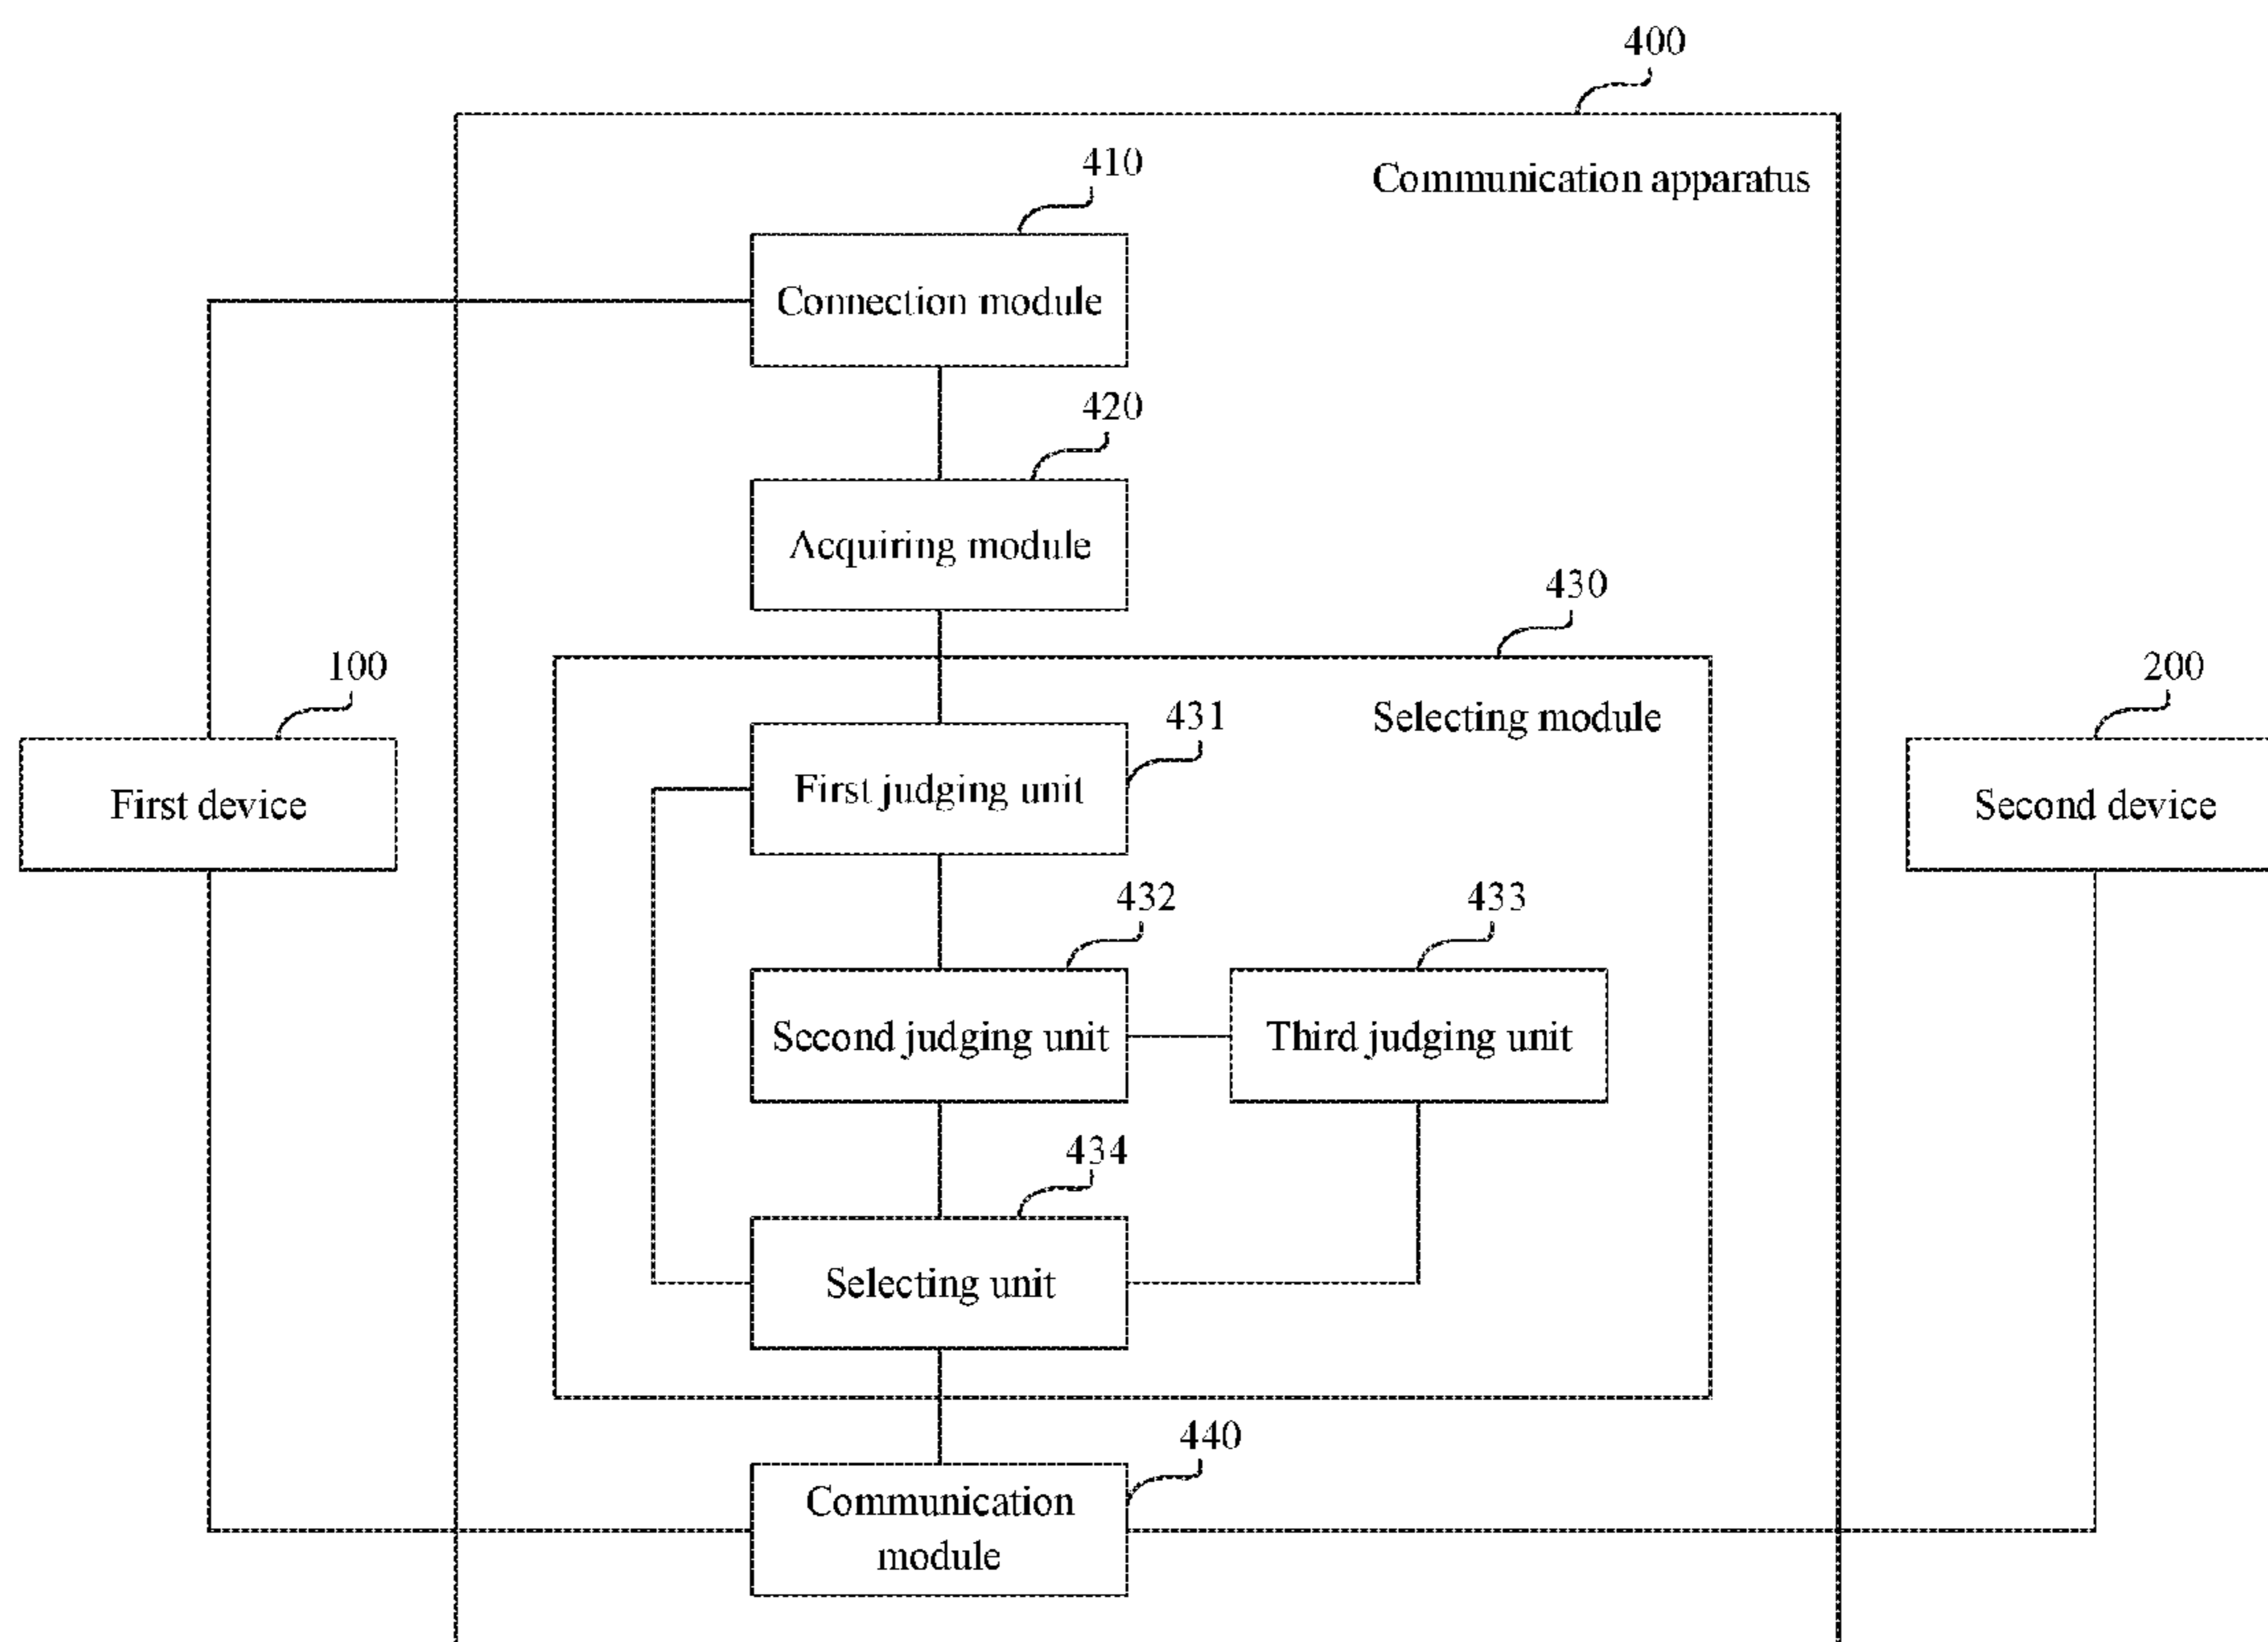 400
Communication apparatus
410
Connection module
420
Acquiring module
430
Selecting module
100
First device
200
Second device
431
First judging unit
432
Second judging unit
433
Third judging unit
434
Selecting unit
440
Communication
module